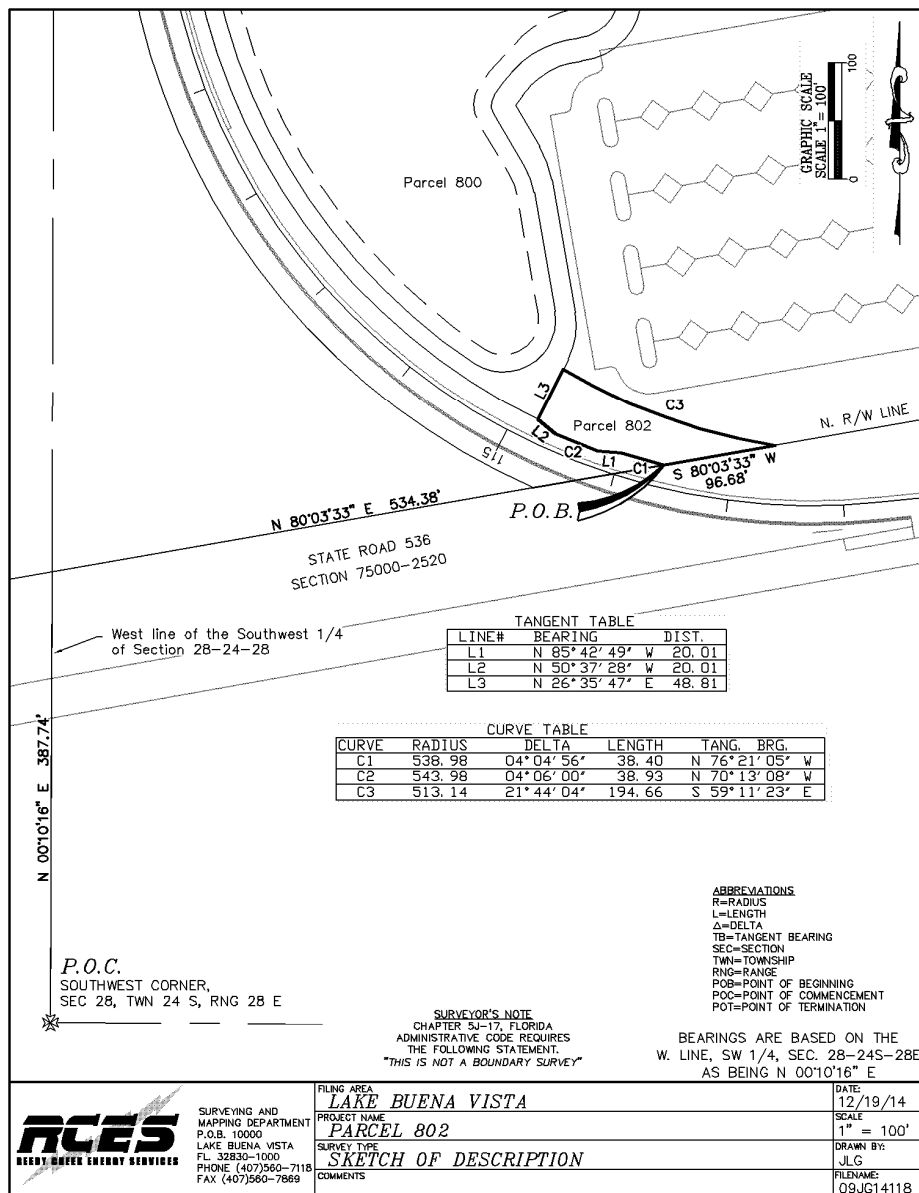 GRAPHIC SCALE
SCALE 1" = 100'
0
100
Parcel 800
L3
C3
Parcel 802
L2
C2
L1
C1
N. R/W LINE
S 80°03'33" W
96.68'
115
P.O.B.
N 80°03'33" E 534.38'
STATE ROAD 536
SECTION 75000-2520
West line of the Southwest 1/4
of Section 28-24-28
N 00°10'16" E 387.74'
TANGENT TABLE
LINE# BEARING DIST.
L1 N 85°42'49" W 20.01
L2 N 50°37'28" W 20.01
L3 N 26°35'47" E 48.81
CURVE TABLE
CURVE RADIUS DELTA LENGTH TANG. BRG.
C1 538.98 04°04'56" 38.40 N 76°21'05" W
C2 543.98 04°06'00" 38.93 N 70°13'08" W
C3 513.14 21°44'04" 194.66 S 59°11'23" E
ABBREVIATIONS
R=RADIUS
L=LENGTH
Δ=DELTA
TB=TANGENT BEARING
SEC=SECTION
TWN=TOWNSHIP
RNG=RANGE
POB=POINT OF BEGINNING
POC=POINT OF COMMENCEMENT
POT=POINT OF TERMINATION
P.O.C.
SOUTHWEST CORNER,
SEC 28, TWN 24 S, RNG 28 E
SURVEYOR'S NOTE
CHAPTER 5J-17, FLORIDA
ADMINISTRATIVE CODE REQUIRES
THE FOLLOWING STATEMENT.
"THIS IS NOT A BOUNDARY SURVEY"
BEARINGS ARE BASED ON THE
W. LINE, SW 1/4, SEC. 28-24S-28E
AS BEING N 00°10'16" E
RCES
REEDY CREEK ENERGY SERVICES
SURVEYING AND
MAPPING DEPARTMENT
P.O.B. 10000
LAKE BUENA VISTA
FL. 32830-1000
PHONE (407)560-7118
FAX (407)560-7869
FILING AREA
LAKE BUENA VISTA
PROJECT NAME
PARCEL 802
SURVEY TYPE
SKETCH OF DESCRIPTION
COMMENTS
DATE:
12/19/14
SCALE
1" = 100'
DRAWN BY:
JLG
FILENAME:
09JG14118